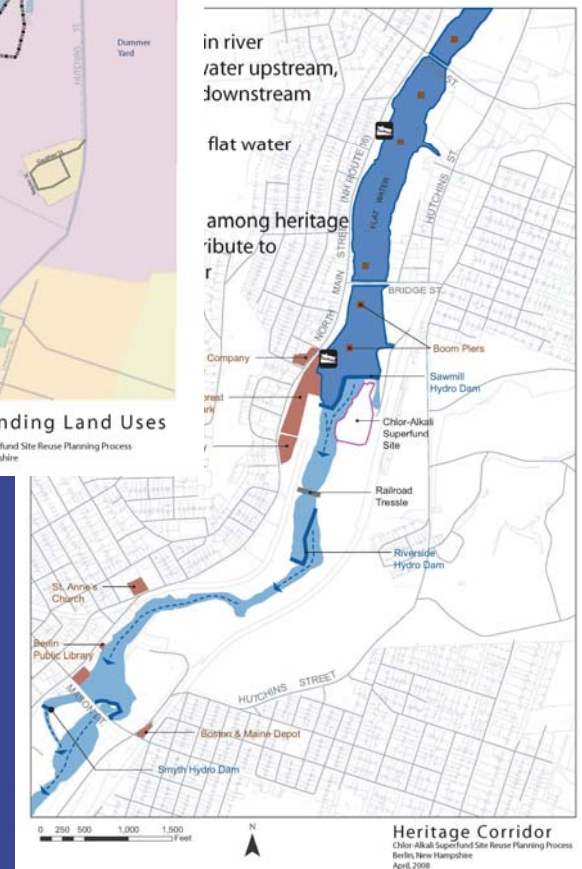 Dummer
Yard
HUTCHINS ST
nding Land Uses
rfund Site Reuse Planning Process
shire
in river
water upstream,
downstream
flat water
among heritage
ribute to
r
ST.
NORTH MAIN STREET (NH ROUTE 16)
FLAT WATER
HUTCHINS ST
BRIDGE ST.
Company
Boom Piers
Sawmill
Hydro Dam
orest
rk
Chlor-Alkali
Superfund
Site
y
Railroad
Tressle
Riverside
Hydro Dam
St. Anne's
Church
Berlin
Public Library
MASON ST.
HUTCHINS STREET
Boston & Maine Depot
Smyth Hydro Dam
0 250 500 1,000 1,500
Feet
N
Heritage Corridor
Chlor-Alkali Superfund Site Reuse Planning Process
Berlin, New Hampshire
April, 2008